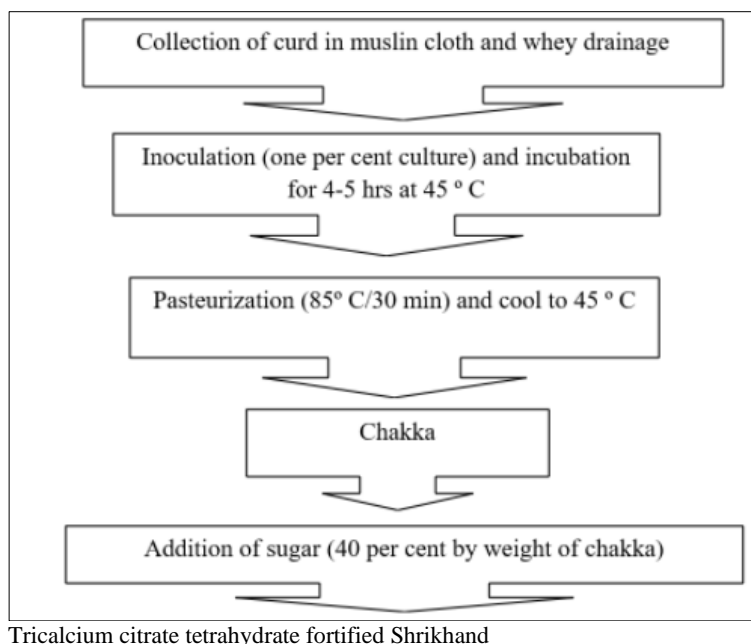 Collection of curd in muslin cloth and whey drainage
Inoculation (one per cent culture) and incubation
for 4-5 hrs at 45 º C
Pasteurization (85º C/30 min) and cool to 45 º C
Chakka
Addition of sugar (40 per cent by weight of chakka)
Tricalcium citrate tetrahydrate fortified Shrikhand